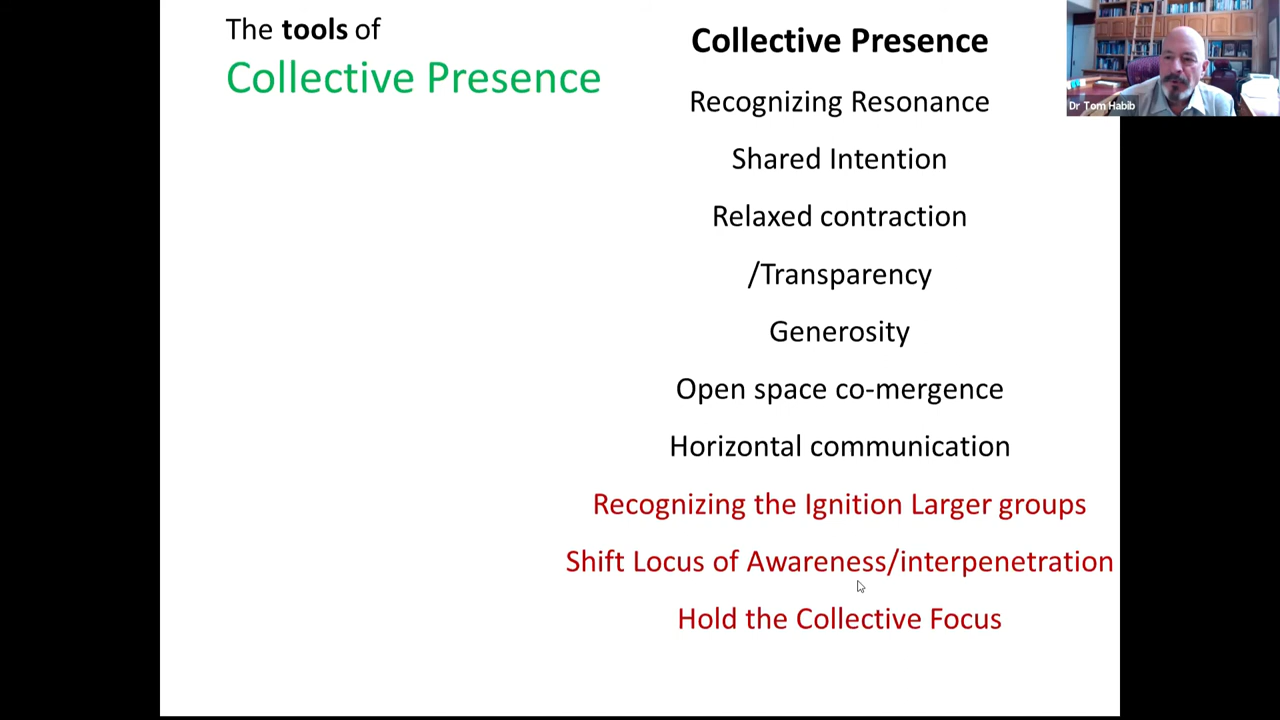 The tools of
Collective Presence
Collective Presence
Recognizing Resonance
Shared Intention
Relaxed contraction
/Transparency
Generosity
Open space co-mergence
Horizontal communication
Recognizing the Ignition Larger groups
Shift Locus of Awareness/interpenetration
Hold the Collective Focus
Dr Tom Habib